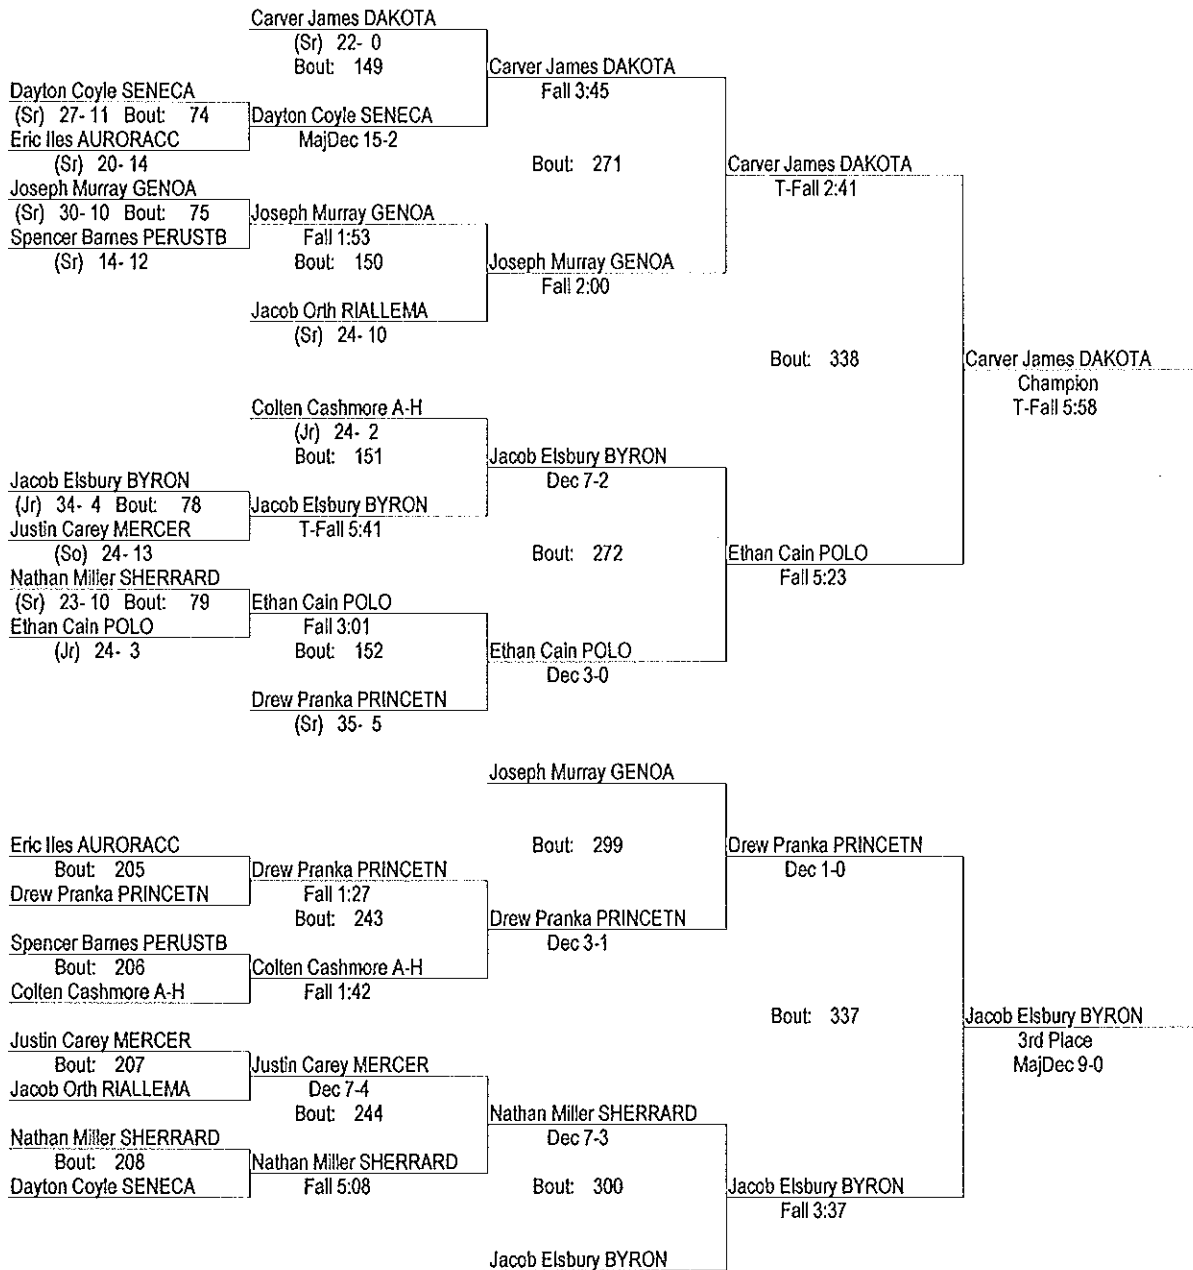 Carver James DAKOTA
(Sr) 22- 0
Bout: 149
Carver James DAKOTA
Fall 3:45
Dayton Coyle SENECA
(Sr) 27- 11 Bout: 74
Dayton Coyle SENECA
MajDec 15-2
Eric Iles AURORACC
(Sr) 20- 14
Bout: 271
Carver James DAKOTA
T-Fall 2:41
Joseph Murray GENOA
(Sr) 30- 10 Bout: 75
Joseph Murray GENOA
Fall 1:53
Spencer Barnes PERUSTB
(Sr) 14- 12
Bout: 150
Joseph Murray GENOA
Fall 2:00
Jacob Orth RIALLEMA
(Sr) 24- 10
Bout: 338
Carver James DAKOTA
Champion
T-Fall 5:58
Colten Cashmore A-H
(Jr) 24- 2
Bout: 151
Jacob Elsbury BYRON
Dec 7-2
Jacob Elsbury BYRON
(Jr) 34- 4 Bout: 78
Jacob Elsbury BYRON
T-Fall 5:41
Justin Carey MERCER
(So) 24- 13
Bout: 272
Ethan Cain POLO
Fall 5:23
Nathan Miller SHERRARD
(Sr) 23- 10 Bout: 79
Ethan Cain POLO
Fall 3:01
Ethan Cain POLO
(Jr) 24- 3
Bout: 152
Ethan Cain POLO
Dec 3-0
Drew Pranka PRINCETN
(Sr) 35- 5
Joseph Murray GENOA
Bout: 299
Drew Pranka PRINCETN
Dec 1-0
Eric Iles AURORACC
Bout: 205
Drew Pranka PRINCETN
Drew Pranka PRINCETN
Fall 1:27
Bout: 243
Drew Pranka PRINCETN
Dec 3-1
Spencer Barnes PERUSTB
Bout: 206
Colten Cashmore A-H
Colten Cashmore A-H
Fall 1:42
Bout: 337
Jacob Elsbury BYRON
3rd Place
MajDec 9-0
Justin Carey MERCER
Bout: 207
Jacob Orth RIALLEMA
Justin Carey MERCER
Dec 7-4
Bout: 244
Nathan Miller SHERRARD
Dec 7-3
Nathan Miller SHERRARD
Bout: 208
Dayton Coyle SENECA
Nathan Miller SHERRARD
Fall 5:08
Bout: 300
Jacob Elsbury BYRON
Fall 3:37
Jacob Elsbury BYRON